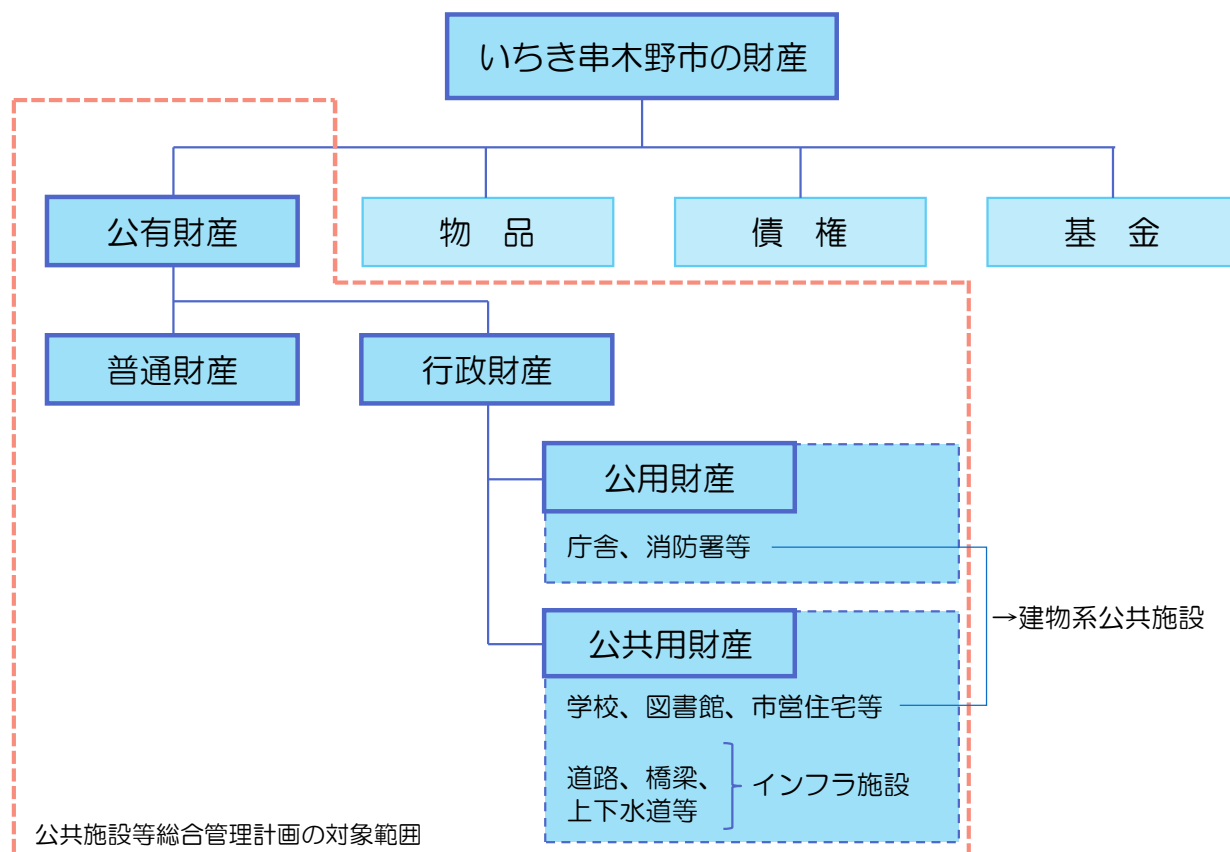 いちき串木野市の財産
公有財産
物　品
債　権
基　金
普通財産
行政財産
公用財産
庁舎、消防署等
→建物系公共施設
公共用財産
学校、図書館、市営住宅等
道路、橋梁、
上下水道等
インフラ施設
公共施設等総合管理計画の対象範囲